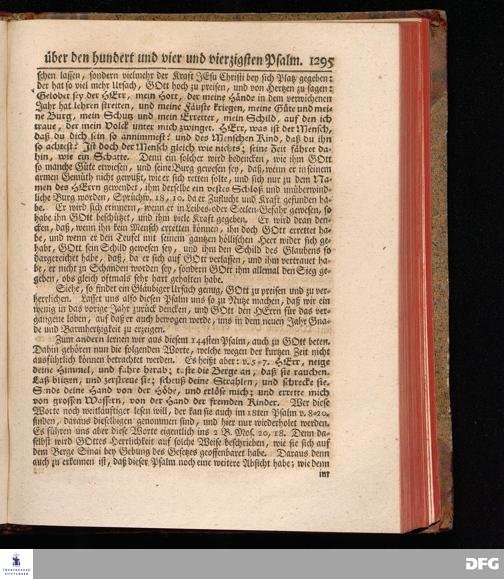 über den hundert und vier und vierzigsten Psalm. 1295
schen lassen, sondern vielmehr der Kraft JEsu Christi bey sich Platz gegeben:
der hat so viel mehr Ursach, GOtt hoch zu preisen, und von Hertzen zu sagen:
Gelobet sey der HErr, mein Hort, der meine Hände in dem verwichenen
Jahr hat lehren streiten, und meine Fäuste kriegen, meine Güte und mei-
ne Burg, mein Schutz und mein Erretter, mein Schild, auf den ich
traue, der mein Volck unter mich zwinget. HErr, was ist der Mensch,
daß du dich sein so annimmest? und des Menschen Kind, daß du ihn
so achtest? Ist doch der Mensch gleich wie nichts; seine Zeit fähret da-
hin, wie ein Schatte. Denn ein solcher wird bedencken, wie ihm GOtt
so manche Güte erwiesen, und seine Burg gewesen sey, daß, wenn er in seinem
armen Gemüth nicht gewußt, wie er sich retten solte, und sich nur zu dem Na-
men des HErrn gewendet, ihm derselbe ein vestes Schloß und unüberwind-
liche Burg worden, Sprüchw. 18, 10. da er Zuflucht und Kraft gefunden ha-
be. Er wird sich erinnern, wenn er in Leibes- oder Seelen-Gefahr gewesen, so
habe ihn GOtt beschützet, und ihm viele Kraft gegeben. Er wird dran den-
cken, daß, wenn ihn kein Mensch erretten können, ihn doch GOtt errettet ha-
be, und wenn er den Teufel mit seinem gantzen höllischen Heer wider sich ge-
habt, GOtt sein Schild gewesen sey, und ihm den Schild des Glaubens so
dargereichet habe, daß, da er sich auf GOtt verlassen, und ihm vertrauet ha-
be, er nicht zu Schanden worden sey, sondern GOtt ihm allemal den Sieg ge-
geben, obs gleich oftmals sehr hart gehalten habe.
Siehe, so findet ein Gläubiger Ursach genug, GOtt zu preisen und zu ver-
herrlichen. Lasset uns also diesen Psalm uns so zu Nutze machen, daß wir ein
wenig in das vorige Jahr zurück dencken, und GOtt den HErrn für das ver-
gangene loben, auf daß er auch bewogen werde, uns in dem neuen Jahr Gna-
de und Barmhertzigkeit zu erzeigen.
Zum andern lernen wir aus diesem 144sten Psalm, auch zu GOtt beten.
Dahin gehören nun die folgenden Worte, welche wegen der kurtzen Zeit nicht
ausführlich können betrachtet werden. Es heißt aber: v. 5-7. HErr, neige
deine Himmel, und fahre herab; taste die Berge an, daß sie rauchen.
Laß blitzen, und zerstreue sie; scheuß deine Strahlen, und schrecke sie.
Sende deine Hand von der Höhe, und erlöse mich; und errette mich
von grossen Wassern, von der Hand der fremden Kinder. Wer diese
Worte noch weitläuftiger lesen will, der kan sie auch im 18ten Psalm v. 8-20.
finden, daraus dieselbigen genommen sind, und hier nur wiederholet werden.
Es führen uns aber diese Worte eigentlich ins 2 B. Mos. 20, 18. Denn da-
selbst wird GOttes Herrlichkeit auf solche Weise beschrieben, wie sie sich auf
dem Berge Sinai bey Gebung des Gesetzes geoffenbaret habe. Daraus denn
auch zu erkennen ist, daß dieser Psalm noch eine weitere Absicht habe; wie denn
im
FRANCKESCHE STIFTUNGEN
DFG